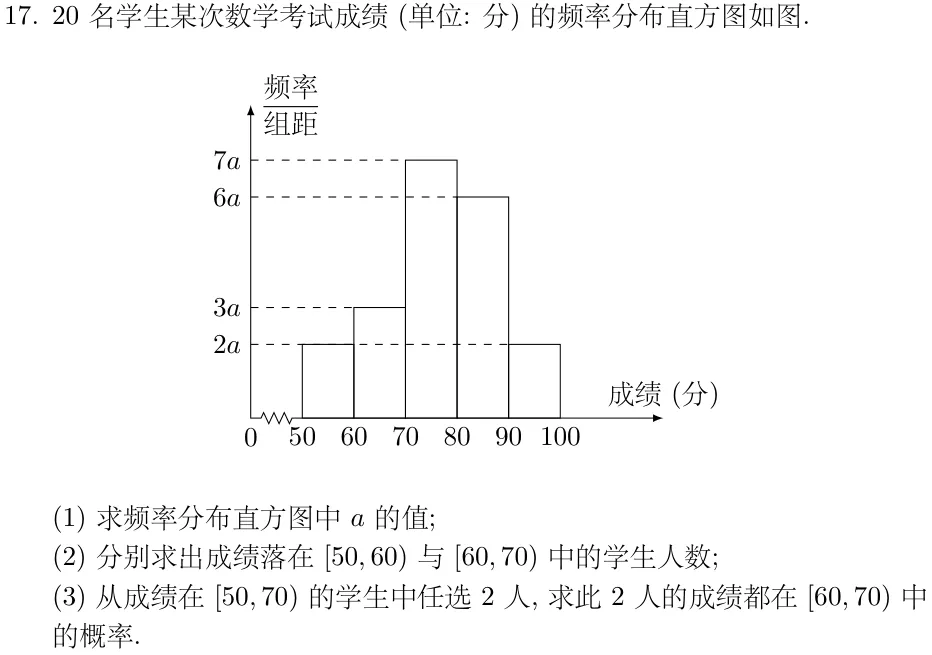 17. 20 名学生某次数学考试成绩 (单位: 分) 的频率分布直方图如图.
频率
组距
7a
6a
3a
2a
成绩 (分)
0 50 60 70 80 90 100
(1) 求频率分布直方图中 a 的值;
(2) 分别求出成绩落在 [50, 60) 与 [60, 70) 中的学生人数;
(3) 从成绩在 [50, 70) 的学生中任选 2 人, 求此 2 人的成绩都在 [60, 70) 中
的概率.